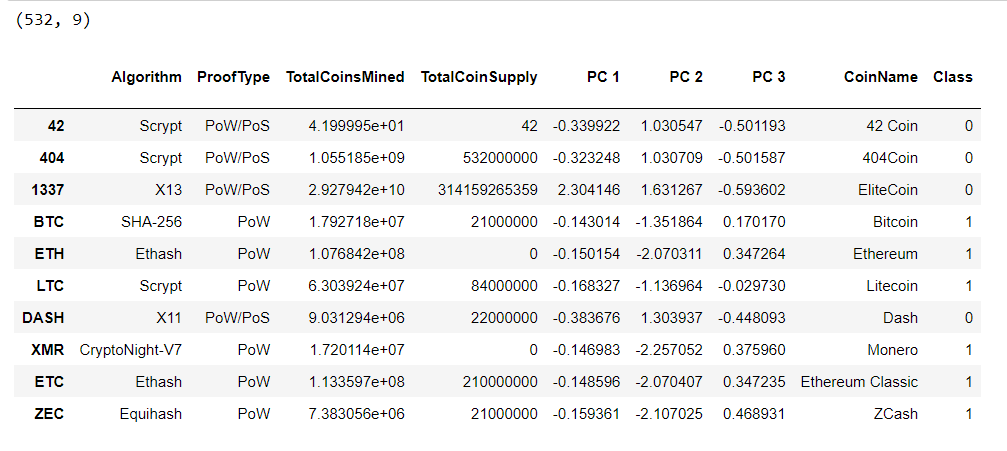 (532, 9)
Algorithm ProofType TotalCoinsMined TotalCoinSupply PC 1 PC 2 PC 3 CoinName Class
42 Scrypt PoW/PoS 4.199995e+01 42 -0.339922 1.030547 -0.501193 42 Coin 0
404 Scrypt PoW/PoS 1.055185e+09 532000000 -0.323248 1.030709 -0.501587 404Coin 0
1337 X13 PoW/PoS 2.927942e+10 314159265359 2.304146 1.631267 -0.593602 EliteCoin 0
BTC SHA-256 PoW 1.792718e+07 21000000 -0.143014 -1.351864 0.170170 Bitcoin 1
ETH Ethash PoW 1.076842e+08 0 -0.150154 -2.070311 0.347264 Ethereum 1
LTC Scrypt PoW 6.303924e+07 84000000 -0.168327 -1.136964 -0.029730 Litecoin 1
DASH X11 PoW/PoS 9.031294e+06 22000000 -0.383676 1.303937 -0.448093 Dash 0
XMR CryptoNight-V7 PoW 1.720114e+07 0 -0.146983 -2.257052 0.375960 Monero 1
ETC Ethash PoW 1.133597e+08 210000000 -0.148596 -2.070407 0.347235 Ethereum Classic 1
ZEC Equihash PoW 7.383056e+06 21000000 -0.159361 -2.107025 0.468931 ZCash 1